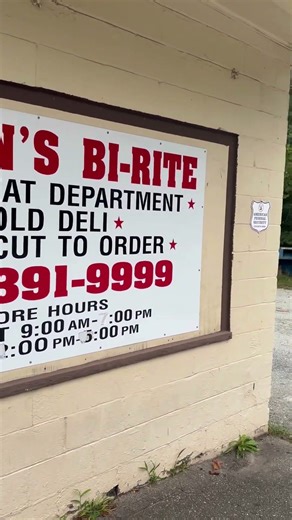 N'S BI-RITE
AT DEPARTMENT★
OLD DELI★
CUT TO ORDER★
391-9999
ORE HOURS
T 9:00 AM-7:00 PM
2:00 PM-5:00 PM